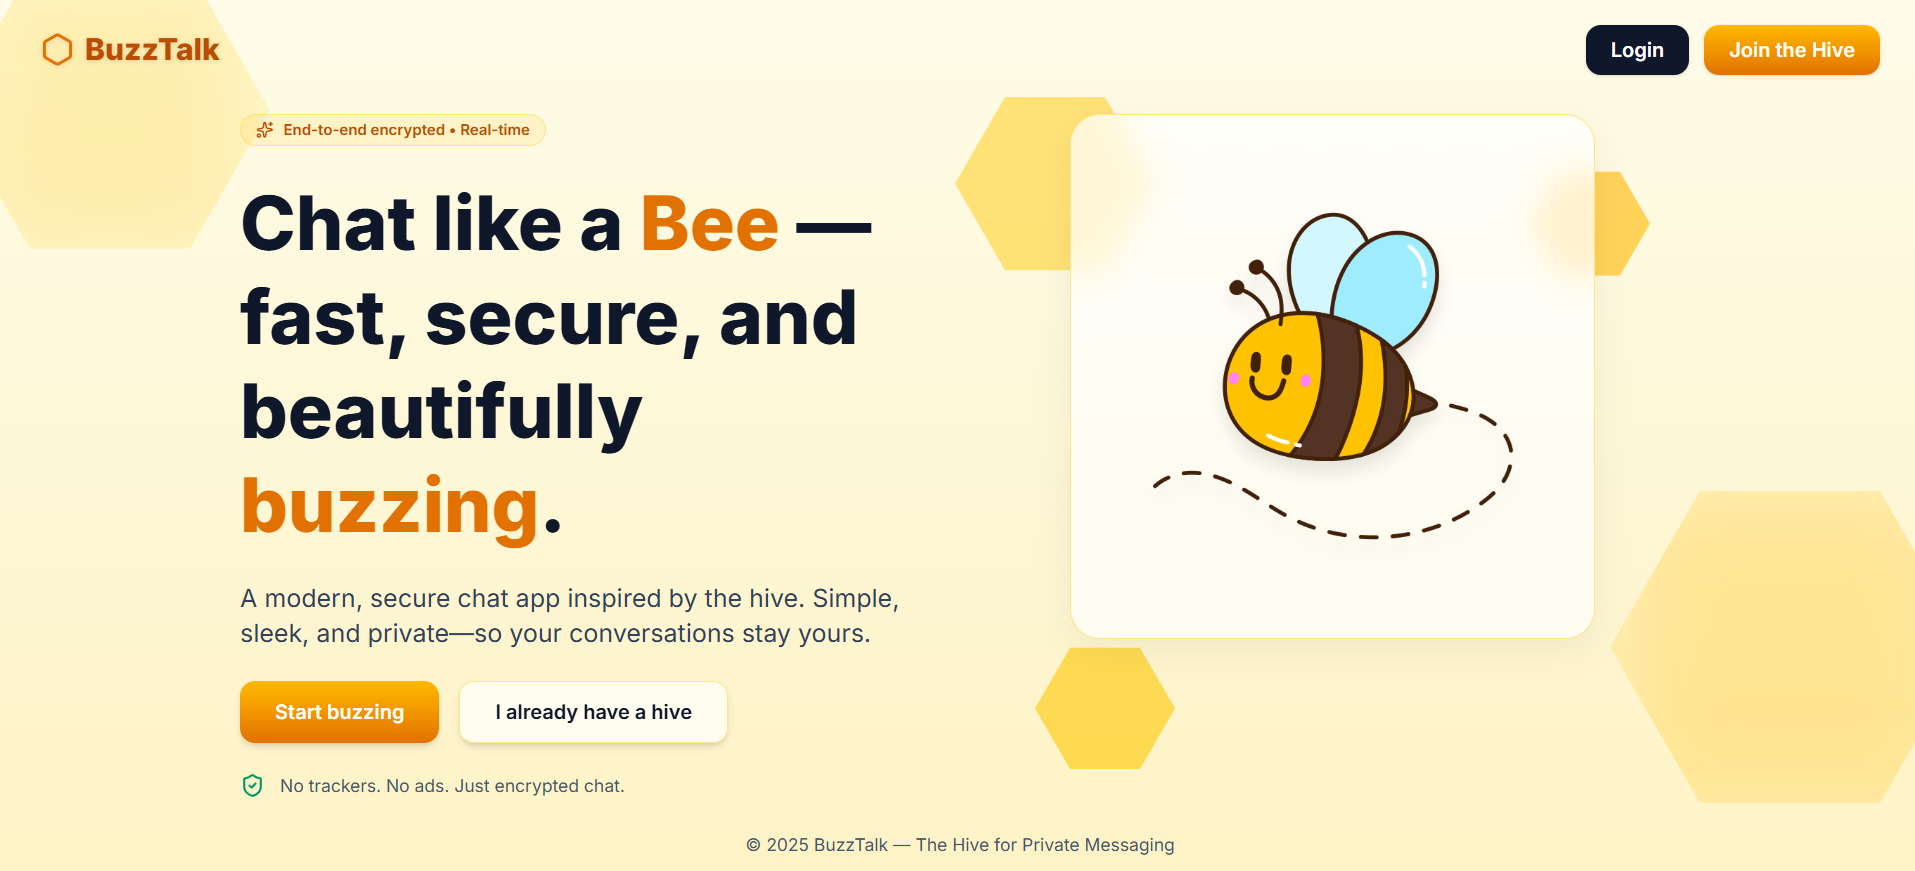 BuzzTalk
Login
Join the Hive
End-to-end encrypted • Real-time
Chat like a Bee —
fast, secure, and
beautifully
buzzing.
A modern, secure chat app inspired by the hive. Simple,
sleek, and private—so your conversations stay yours.
Start buzzing
I already have a hive
No trackers. No ads. Just encrypted chat.
© 2025 BuzzTalk — The Hive for Private Messaging